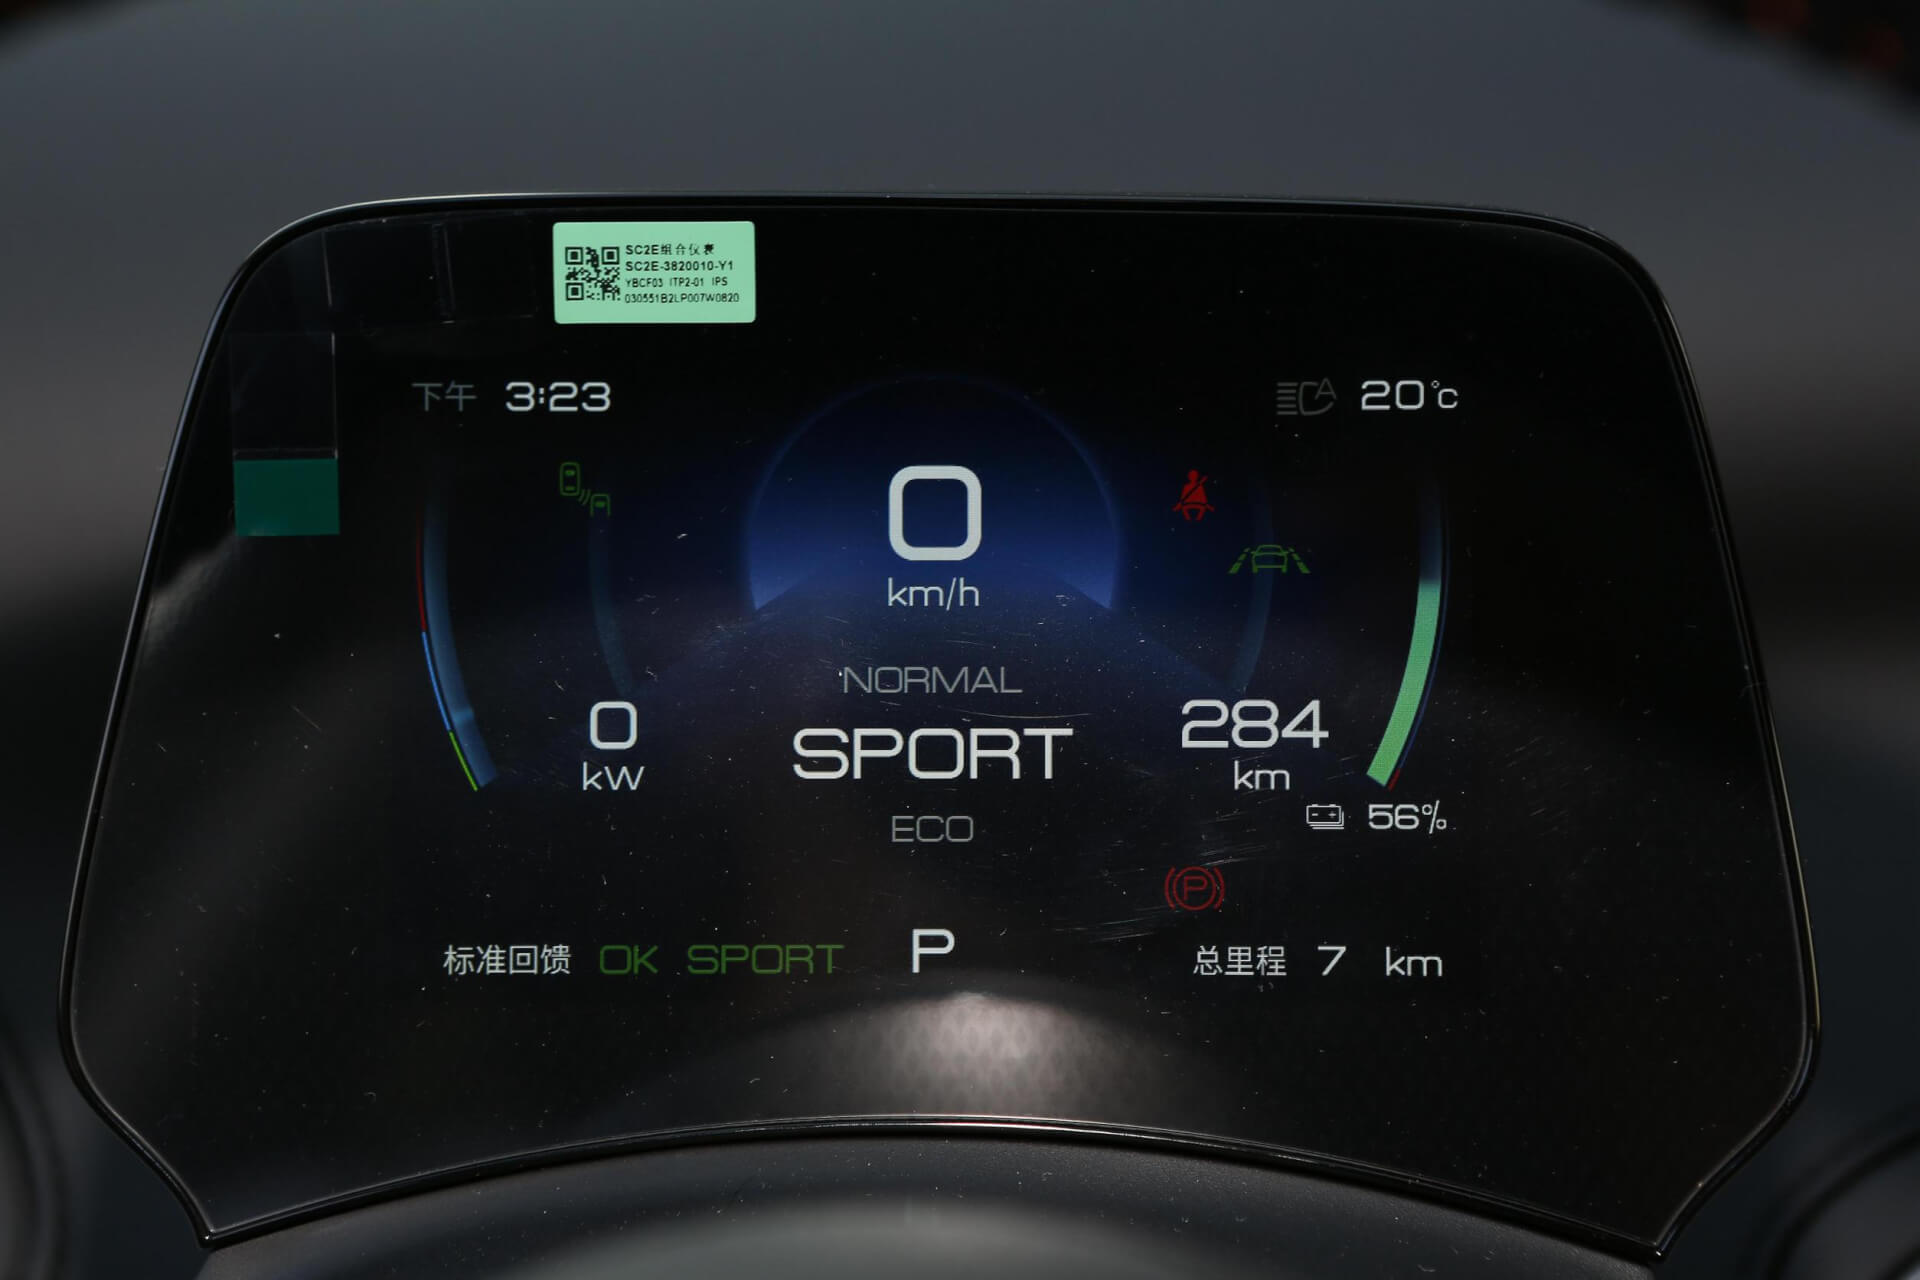 SC2E组合仪表
SC2E-3820010-Y1
YBCF03 ITP2-01 IPS
030551B2LP007W0820
下午 3:23
A 20°C
0
km/h
NORMAL
0
kW
SPORT
284
km
ECO
56%
P
标准回馈 OK SPORT
P
总里程 7 km